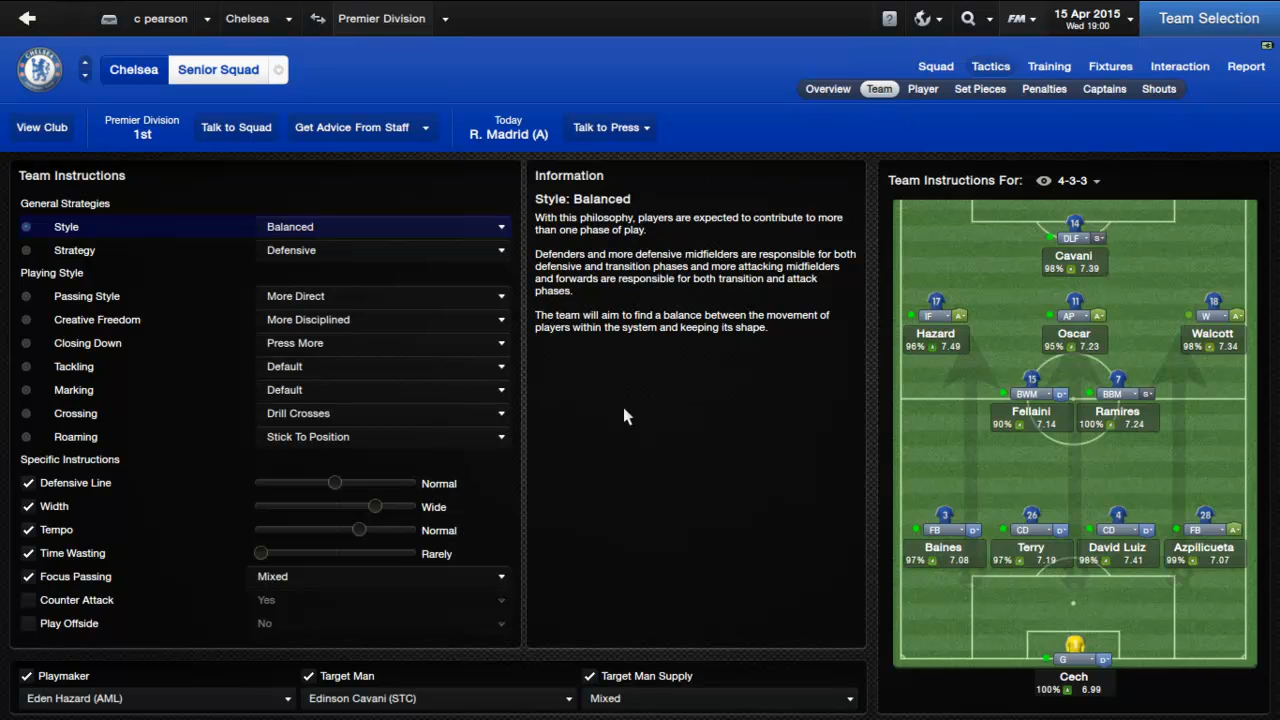 c pearson Chelsea Premier Division ? FM 15 Apr 2015 Wed 19:00 Team Selection
CHELSEA
Chelsea Senior Squad
Squad Tactics Training Fixtures Interaction Report
Overview Team Player Set Pieces Penalties Captains Shouts
View Club
Premier Division
1st
Talk to Squad
Get Advice From Staff
Today
R. Madrid (A)
Talk to Press
Team Instructions
General Strategies
Style Balanced
Strategy Defensive
Playing Style
Passing Style More Direct
Creative Freedom More Disciplined
Closing Down Press More
Tackling Default
Marking Default
Crossing Drill Crosses
Roaming Stick To Position
Specific Instructions
Defensive Line Normal
Width Wide
Tempo Normal
Time Wasting Rarely
Focus Passing Mixed
Counter Attack Yes
Play Offside No
Playmaker
Eden Hazard (AML)
Target Man
Edinson Cavani (STC)
Target Man Supply
Mixed
Information
Style: Balanced
With this philosophy, players are expected to contribute to more
than one phase of play.
Defenders and more defensive midfielders are responsible for both
defensive and transition phases and more attacking midfielders
and forwards are responsible for both transition and attack
phases.
The team will aim to find a balance between the movement of
players within the system and keeping its shape.
Team Instructions For: 4-3-3
14
DLF S
Cavani
98% 7.39
17 11 18
IF A AP A W A
Hazard Oscar Walcott
96% 7.49 95% 7.23 98% 7.34
15 7
BWM D BBM S
Fellaini Ramires
90% 7.14 100% 7.24
3 26 4 28
FB D CD D CD D FB A
Baines Terry David Luiz Azpilicueta
97% 7.08 97% 7.19 98% 7.41 99% 7.07
G D
Cech
100% 6.99